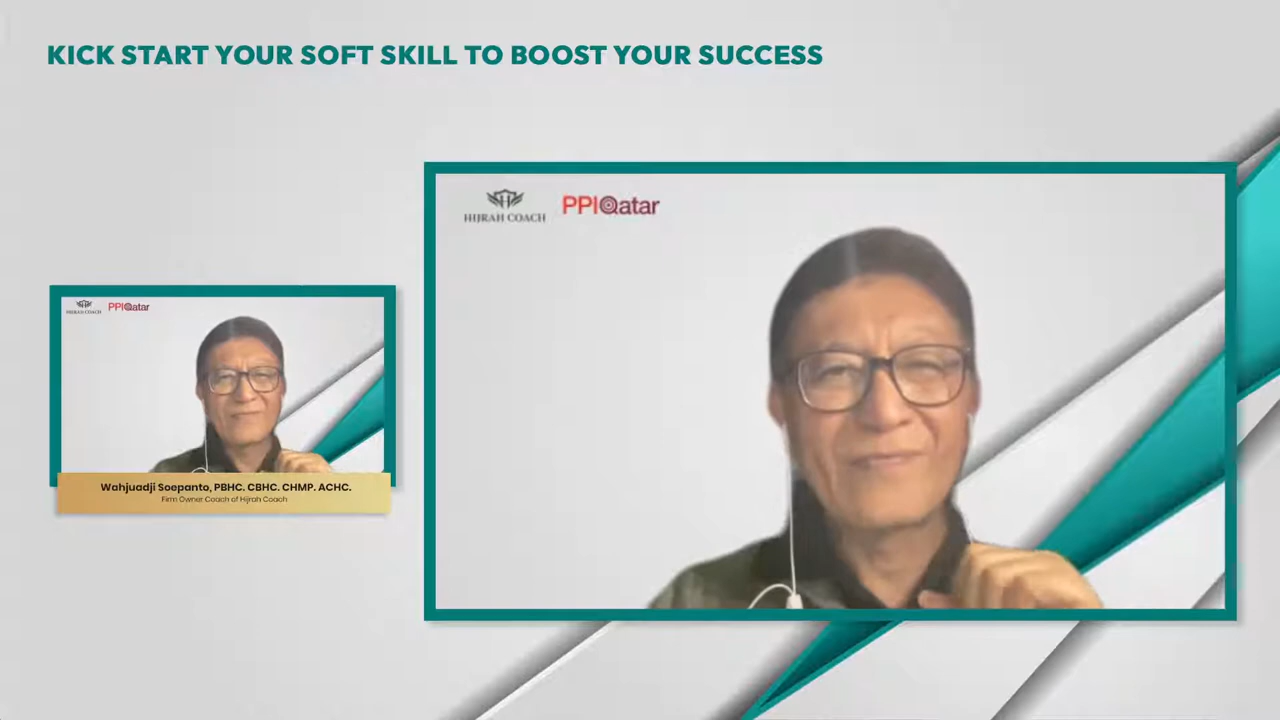 KICK START YOUR SOFT SKILL TO BOOST YOUR SUCCESS
HIJRAH COACH
PPIQatar
HIJRAH COACH
PPIQatar
Wahjuadji Soepanto, PBHC. CBHC. CHMP. ACHC.
Firm Owner Coach of Hijrah Coach